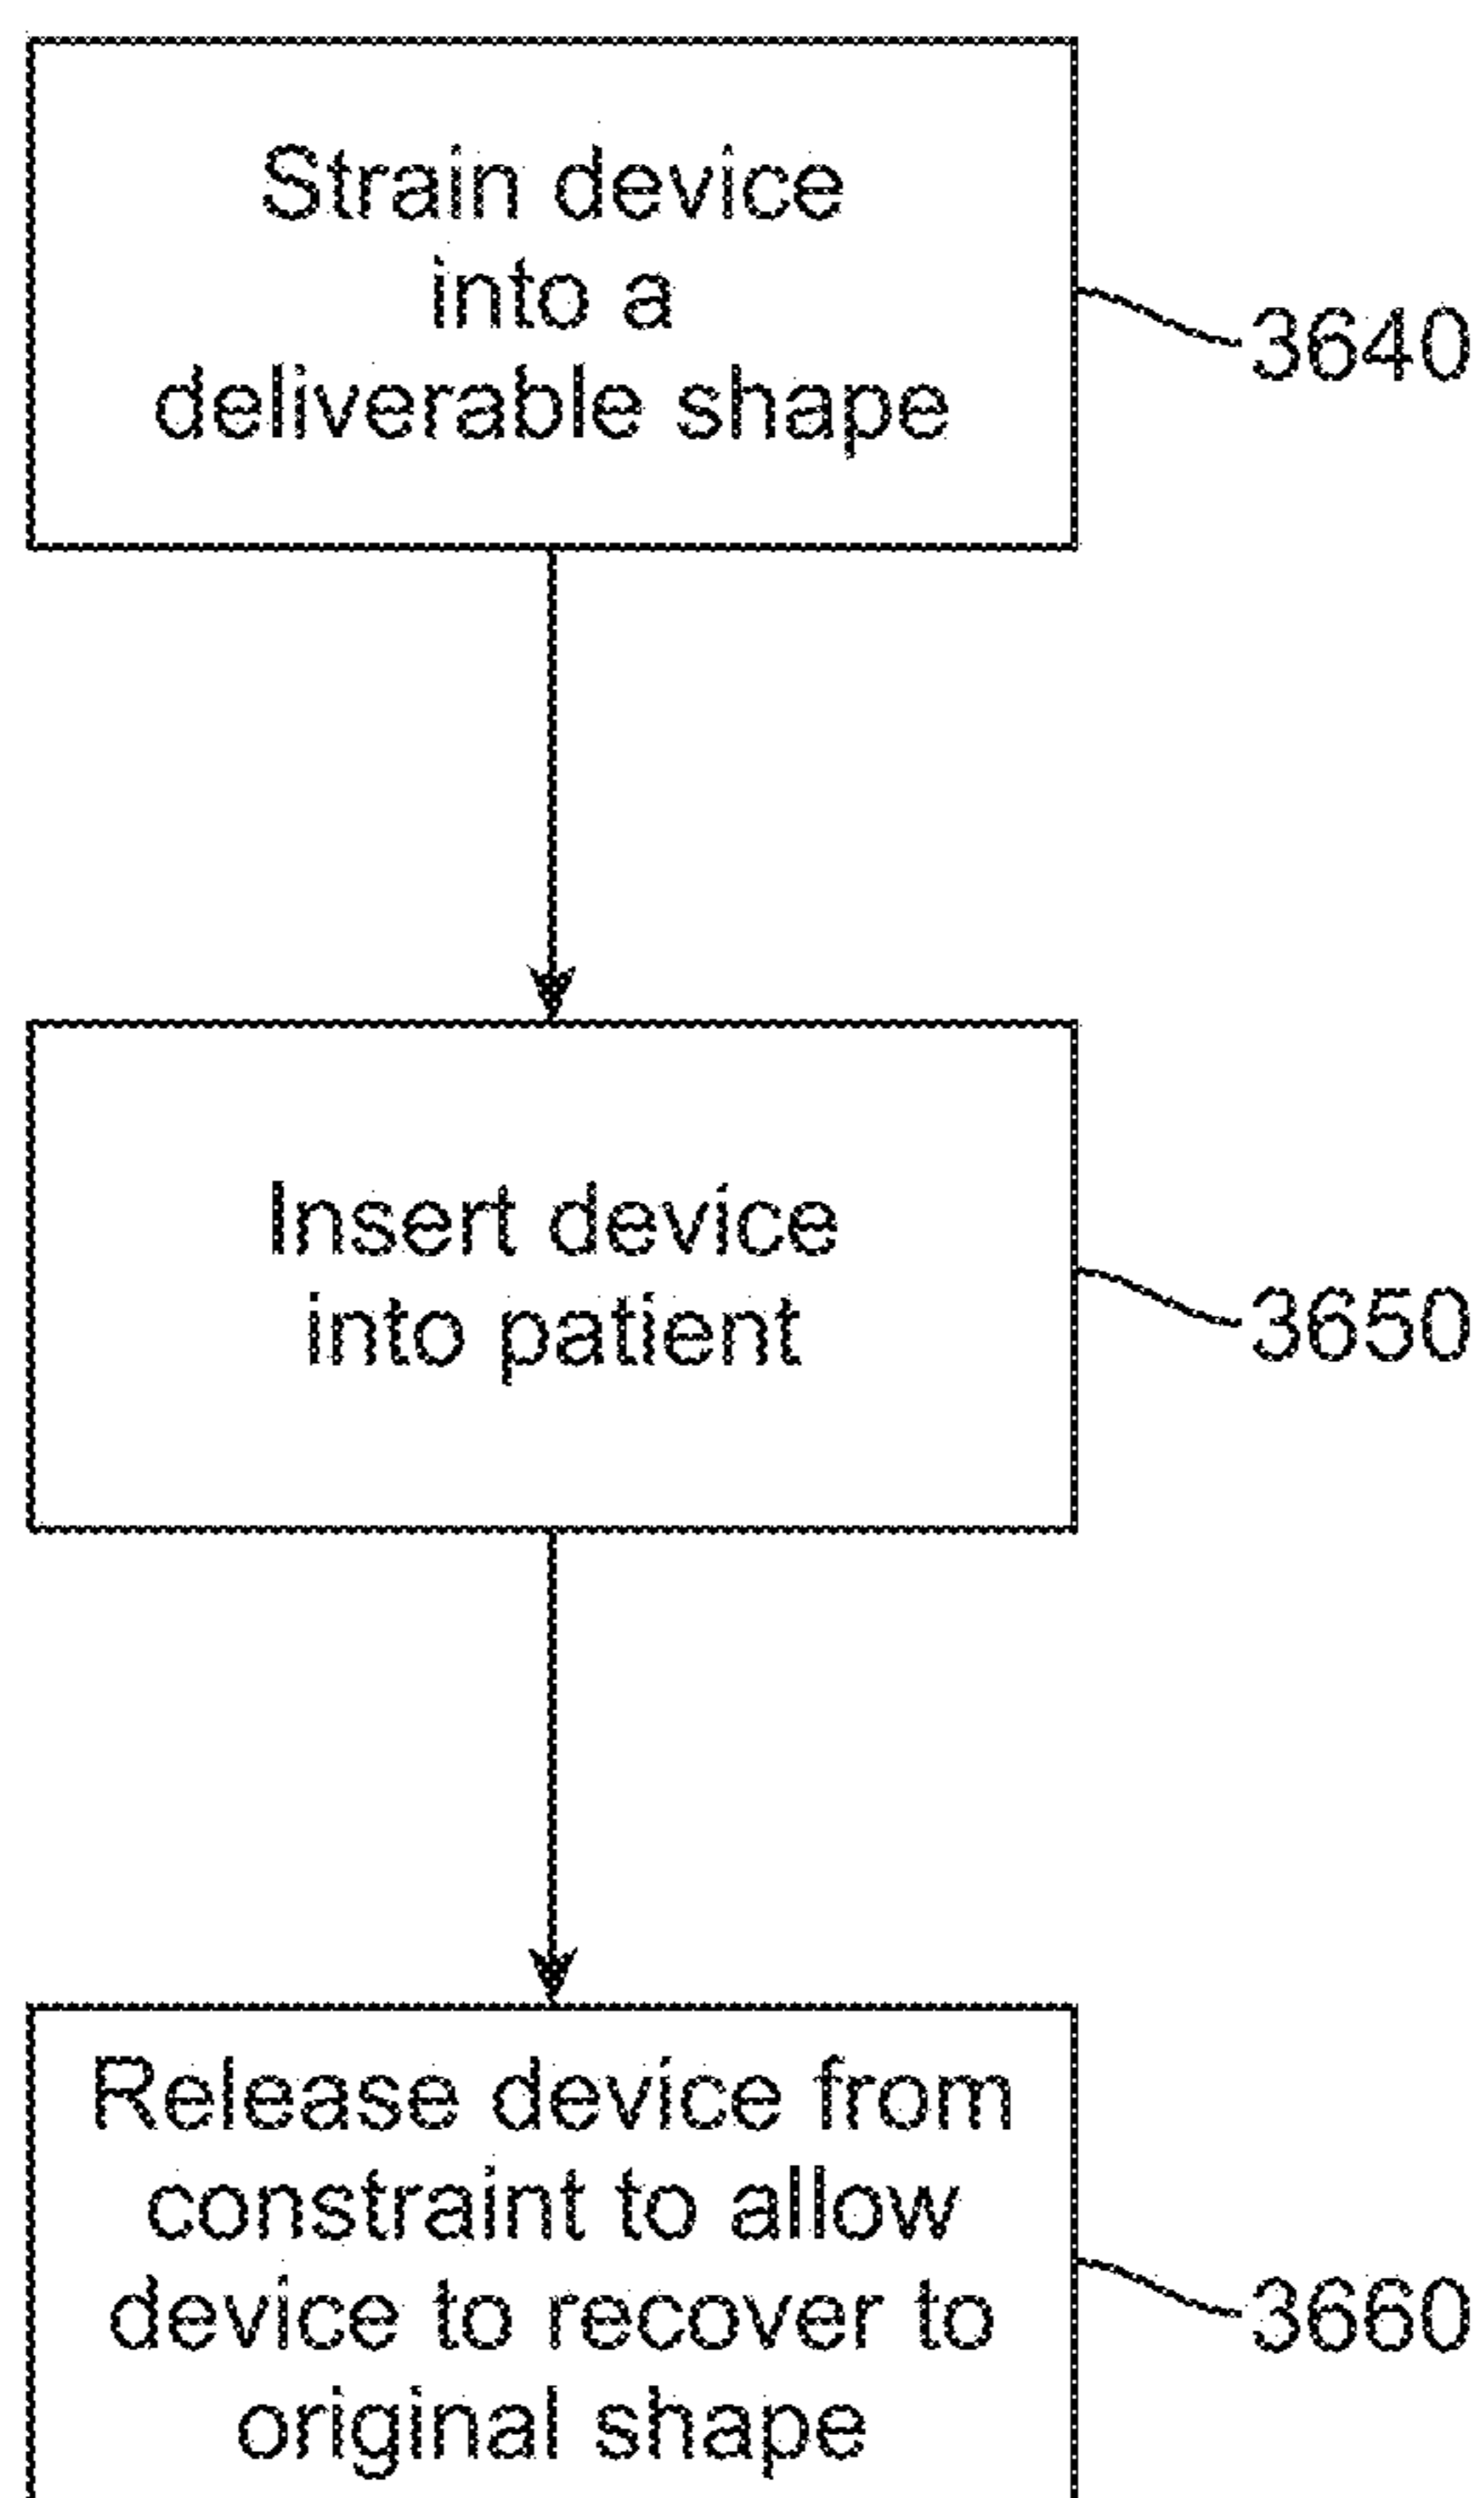 Strain device
into a
deliverable shape
3640
Insert device
into patient
3650
Release device from
constraint to allow
device to recover to
original shape
3660